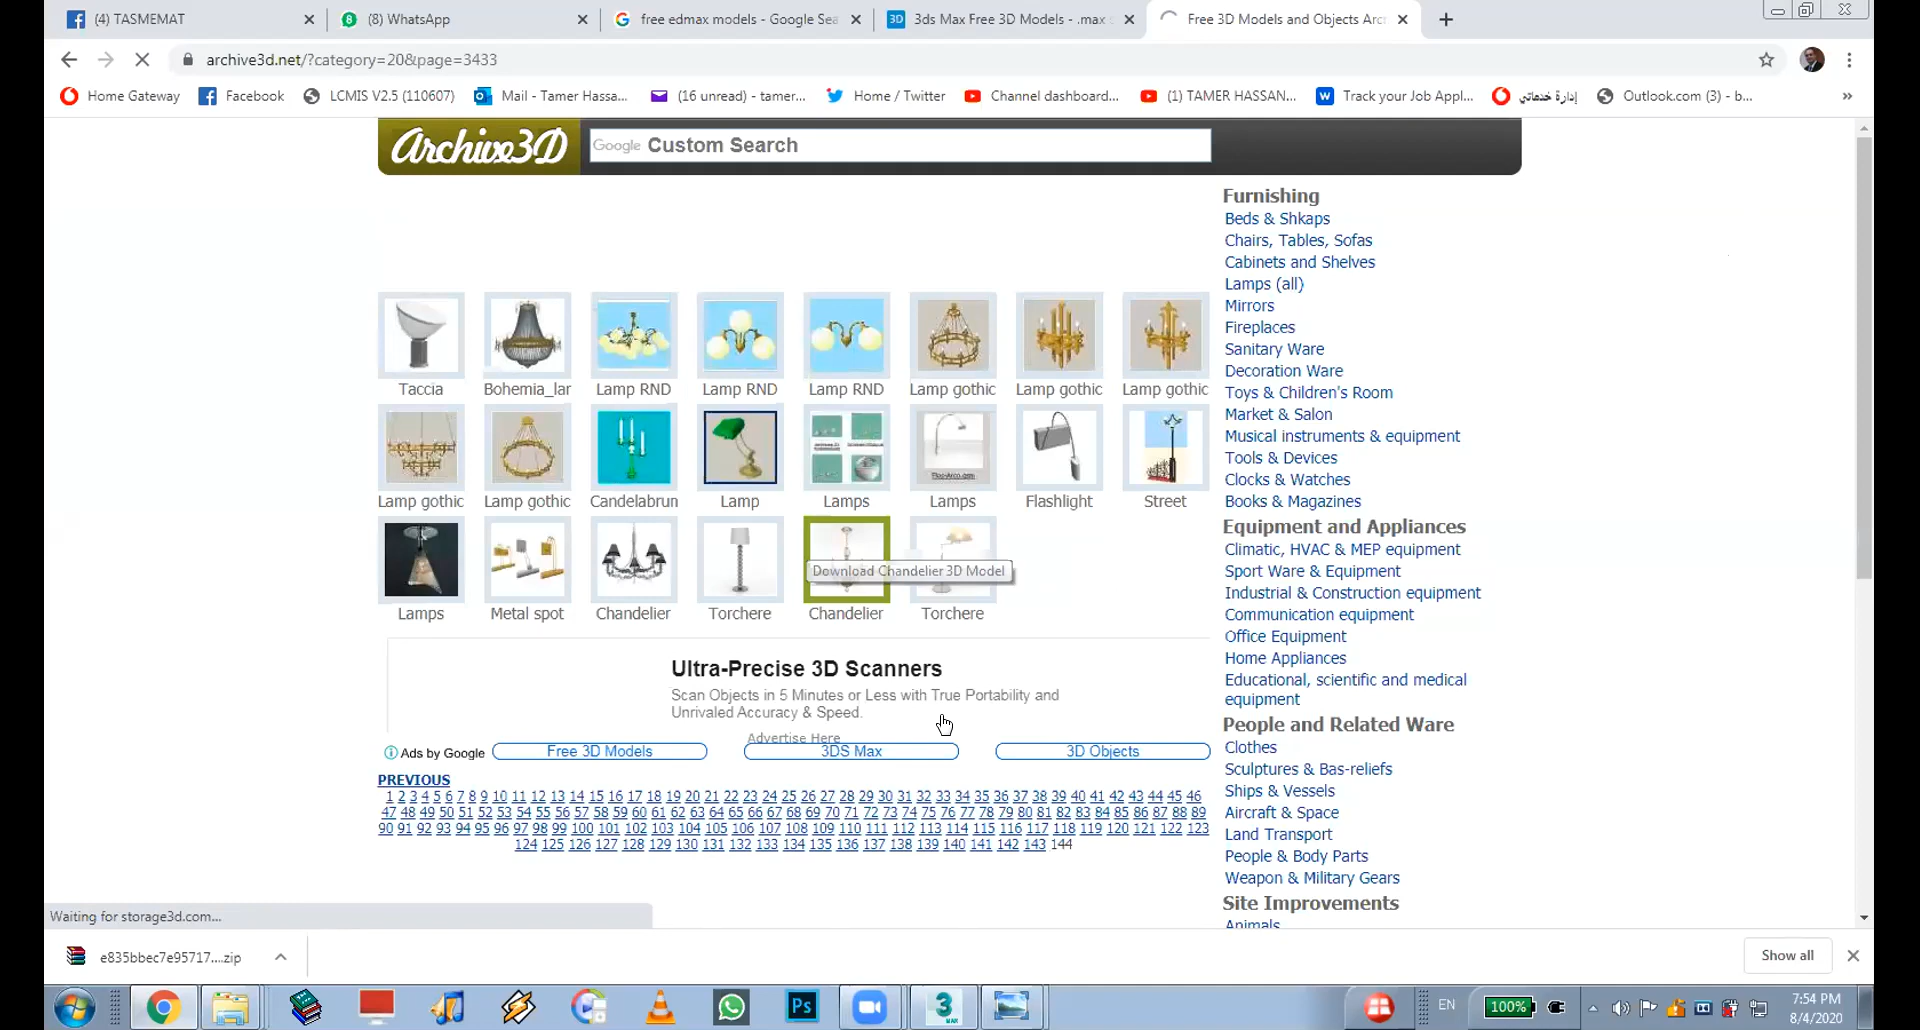 (4) TASMEMAT
(8) WhatsApp
free edmax models - Google Sea
3ds Max Free 3D Models - .max
Free 3D Models and Objects Arc
archive3d.net/?category=20&page=3433
Home Gateway
Facebook
LCMIS V2.5 (110607)
Mail - Tamer Hassa...
(16 unread) - tamer...
Home / Twitter
Channel dashboard...
(1) TAMER HASSAN...
Track your Job Appl...
إدارة خدماتي
Outlook.com (3) - b...
Archive3D
Google Custom Search
Taccia
Bohemia_lar
Lamp RND
Lamp RND
Lamp RND
Lamp gothic
Lamp gothic
Lamp gothic
Lamp gothic
Lamp gothic
Candelabrun
Lamp
Lamps
Lamps
Flashlight
Street
Download Chandelier 3D Model
Lamps
Metal spot
Chandelier
Torchere
Chandelier
Torchere
Ultra-Precise 3D Scanners
Scan Objects in 5 Minutes or Less with True Portability and
Unrivaled Accuracy & Speed.
Advertise Here
Ads by Google
Free 3D Models
3DS Max
3D Objects
PREVIOUS
1 2 3 4 5 6 7 8 9 10 11 12 13 14 15 16 17 18 19 20 21 22 23 24 25 26 27 28 29 30 31 32 33 34 35 36 37 38 39 40 41 42 43 44 45 46
47 48 49 50 51 52 53 54 55 56 57 58 59 60 61 62 63 64 65 66 67 68 69 70 71 72 73 74 75 76 77 78 79 80 81 82 83 84 85 86 87 88 89
90 91 92 93 94 95 96 97 98 99 100 101 102 103 104 105 106 107 108 109 110 111 112 113 114 115 116 117 118 119 120 121 122 123
124 125 126 127 128 129 130 131 132 133 134 135 136 137 138 139 140 141 142 143 144
Furnishing
Beds & Shkaps
Chairs, Tables, Sofas
Cabinets and Shelves
Lamps (all)
Mirrors
Fireplaces
Sanitary Ware
Decoration Ware
Toys & Children's Room
Market & Salon
Musical instruments & equipment
Tools & Devices
Clocks & Watches
Books & Magazines
Equipment and Appliances
Climatic, HVAC & MEP equipment
Sport Ware & Equipment
Industrial & Construction equipment
Communication equipment
Office Equipment
Home Appliances
Educational, scientific and medical
equipment
People and Related Ware
Clothes
Sculptures & Bas-reliefs
Ships & Vessels
Aircraft & Space
Land Transport
People & Body Parts
Weapon & Military Gears
Site Improvements
Animals
Waiting for storage3d.com...
e835bbec7e95717....zip
Show all
Ps
3
MAX
EN
100%
7:54 PM
8/4/2020